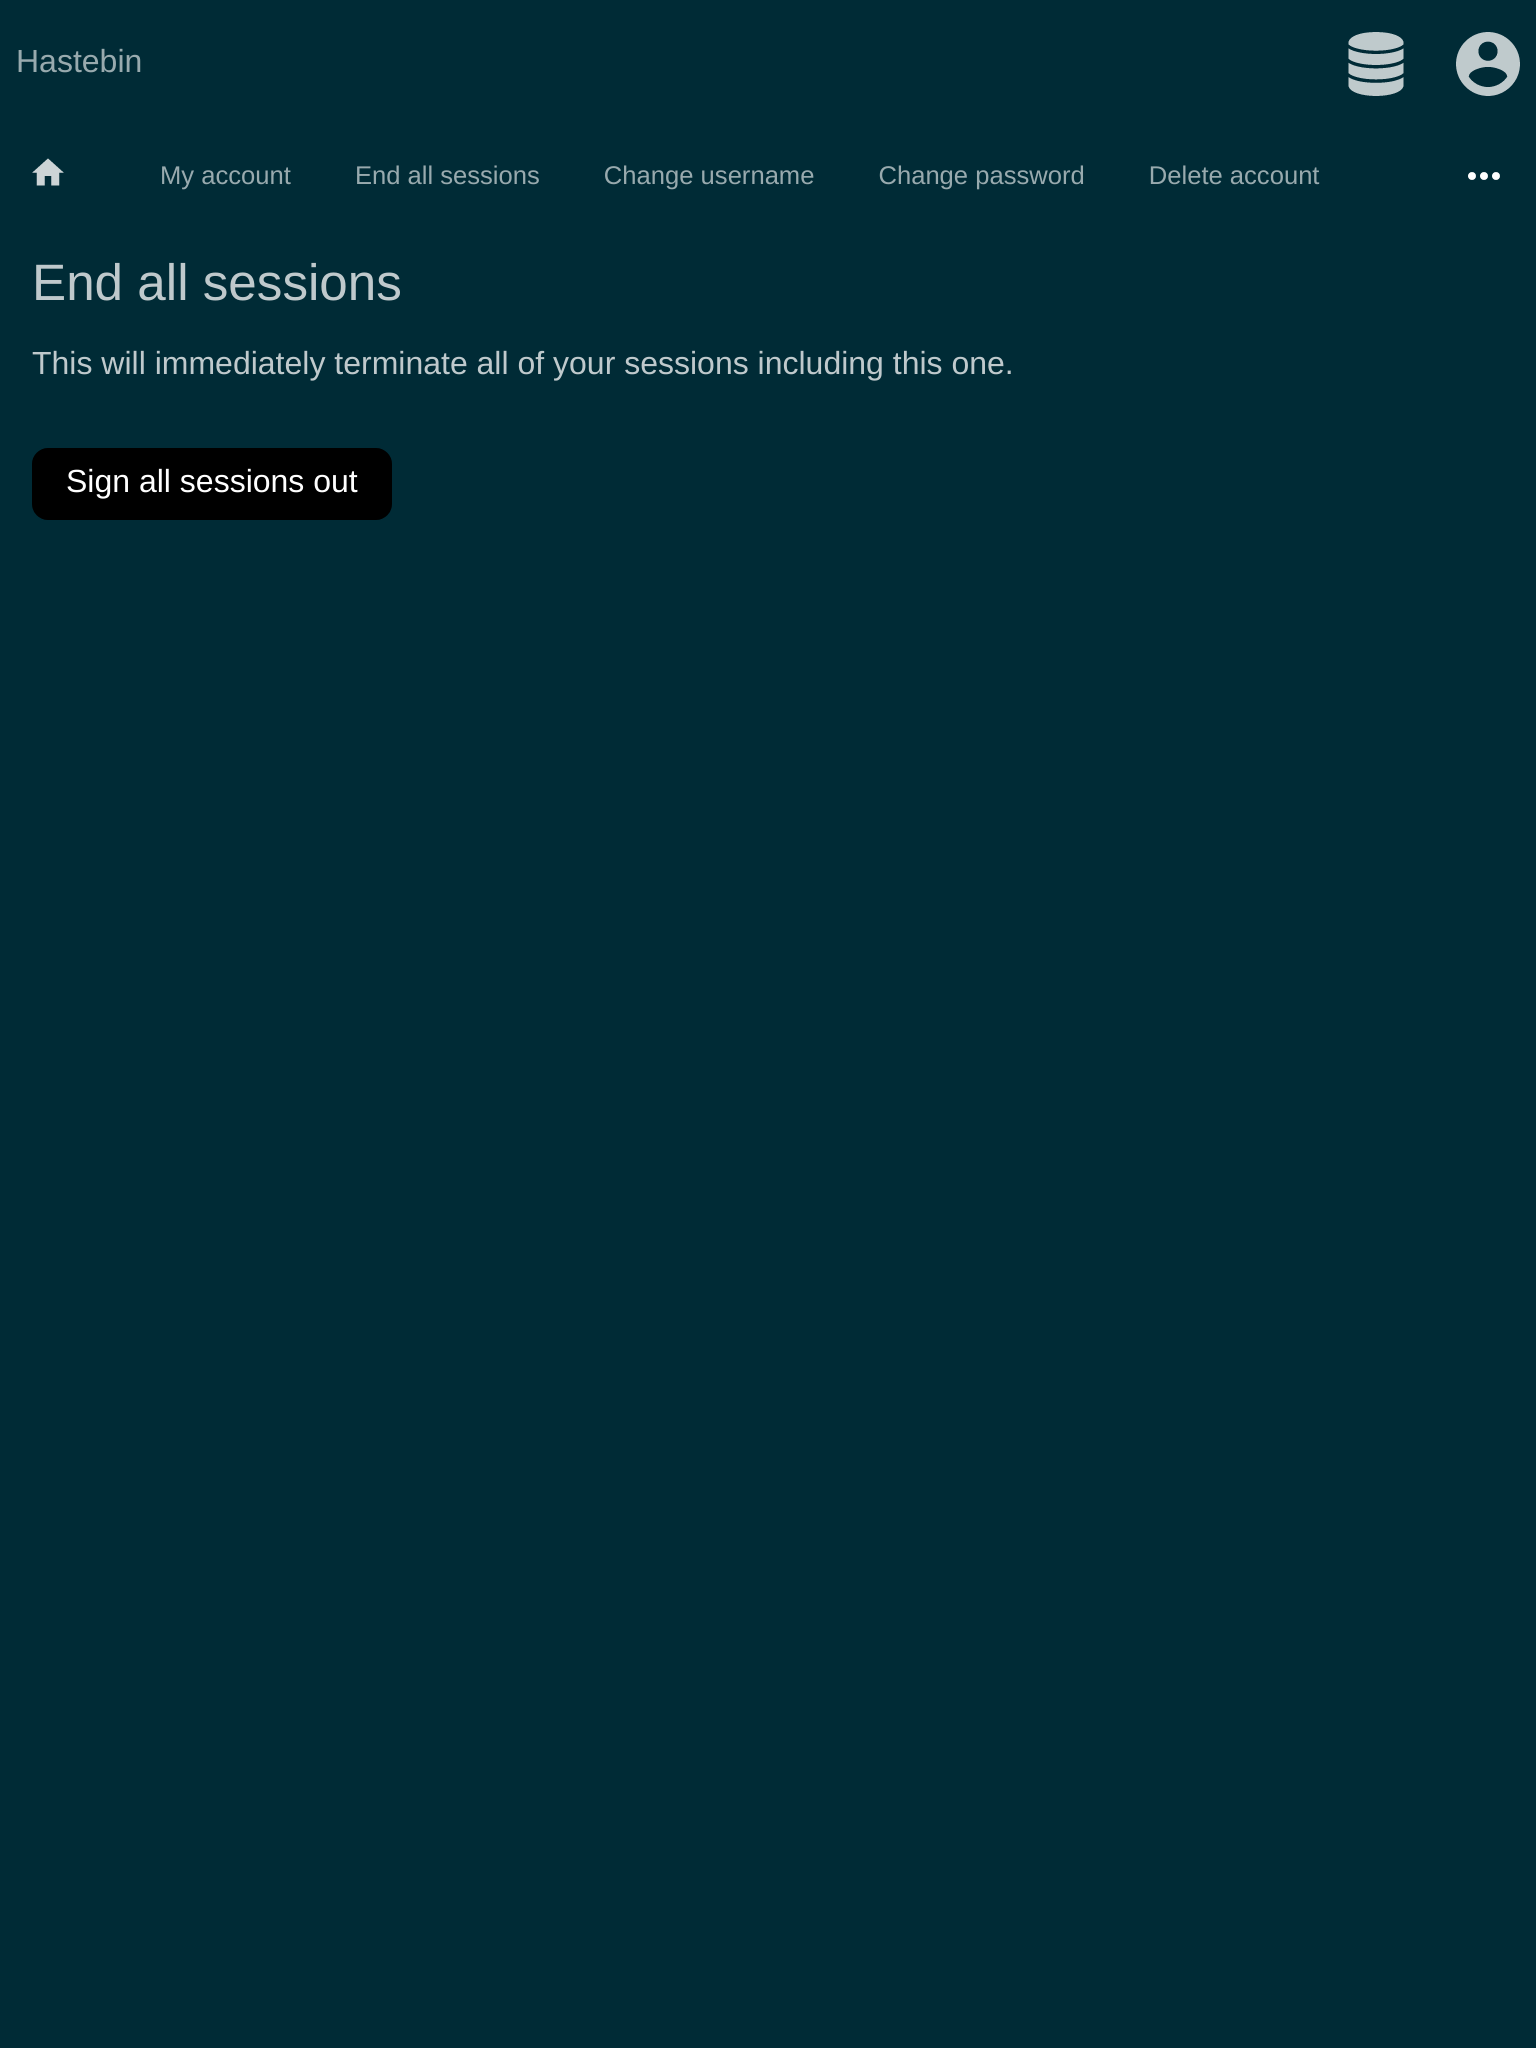 Hastebin
My account End all sessions Change username Change password Delete account
End all sessions
This will immediately terminate all of your sessions including this one.
Sign all sessions out